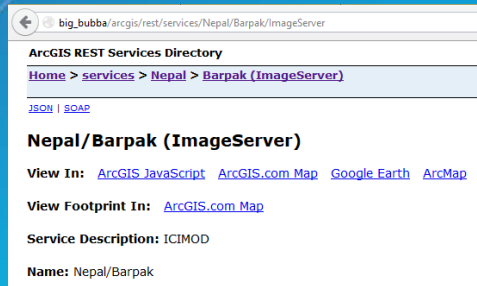 big_bubba/arcgis/rest/services/Nepal/Barpak/ImageServer
ArcGIS REST Services Directory
Home > services > Nepal > Barpak (ImageServer)
JSON | SOAP
Nepal/Barpak (ImageServer)
View In: ArcGIS JavaScript ArcGIS.com Map Google Earth ArcMap
View Footprint In: ArcGIS.com Map
Service Description: ICIMOD
Name: Nepal/Barpak